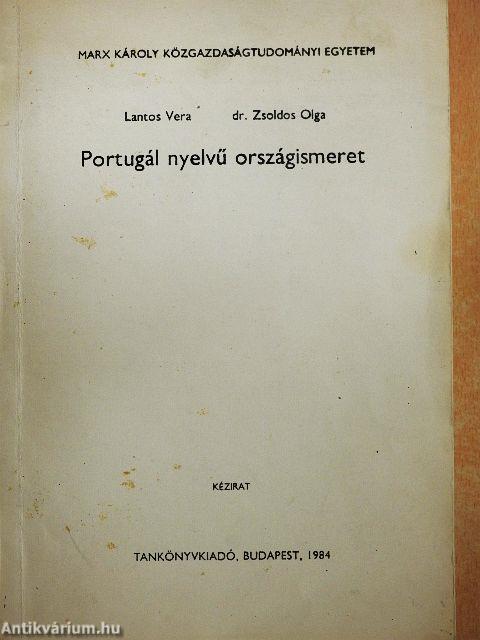 MARX KÁROLY KÖZGAZDASÁGTUDOMÁNYI EGYETEM
Lantos Vera dr. Zsoldos Olga
Portugál nyelvű országismeret
KÉZIRAT
TANKÖNYVKIADÓ, BUDAPEST, 1984
Antikvárium.hu